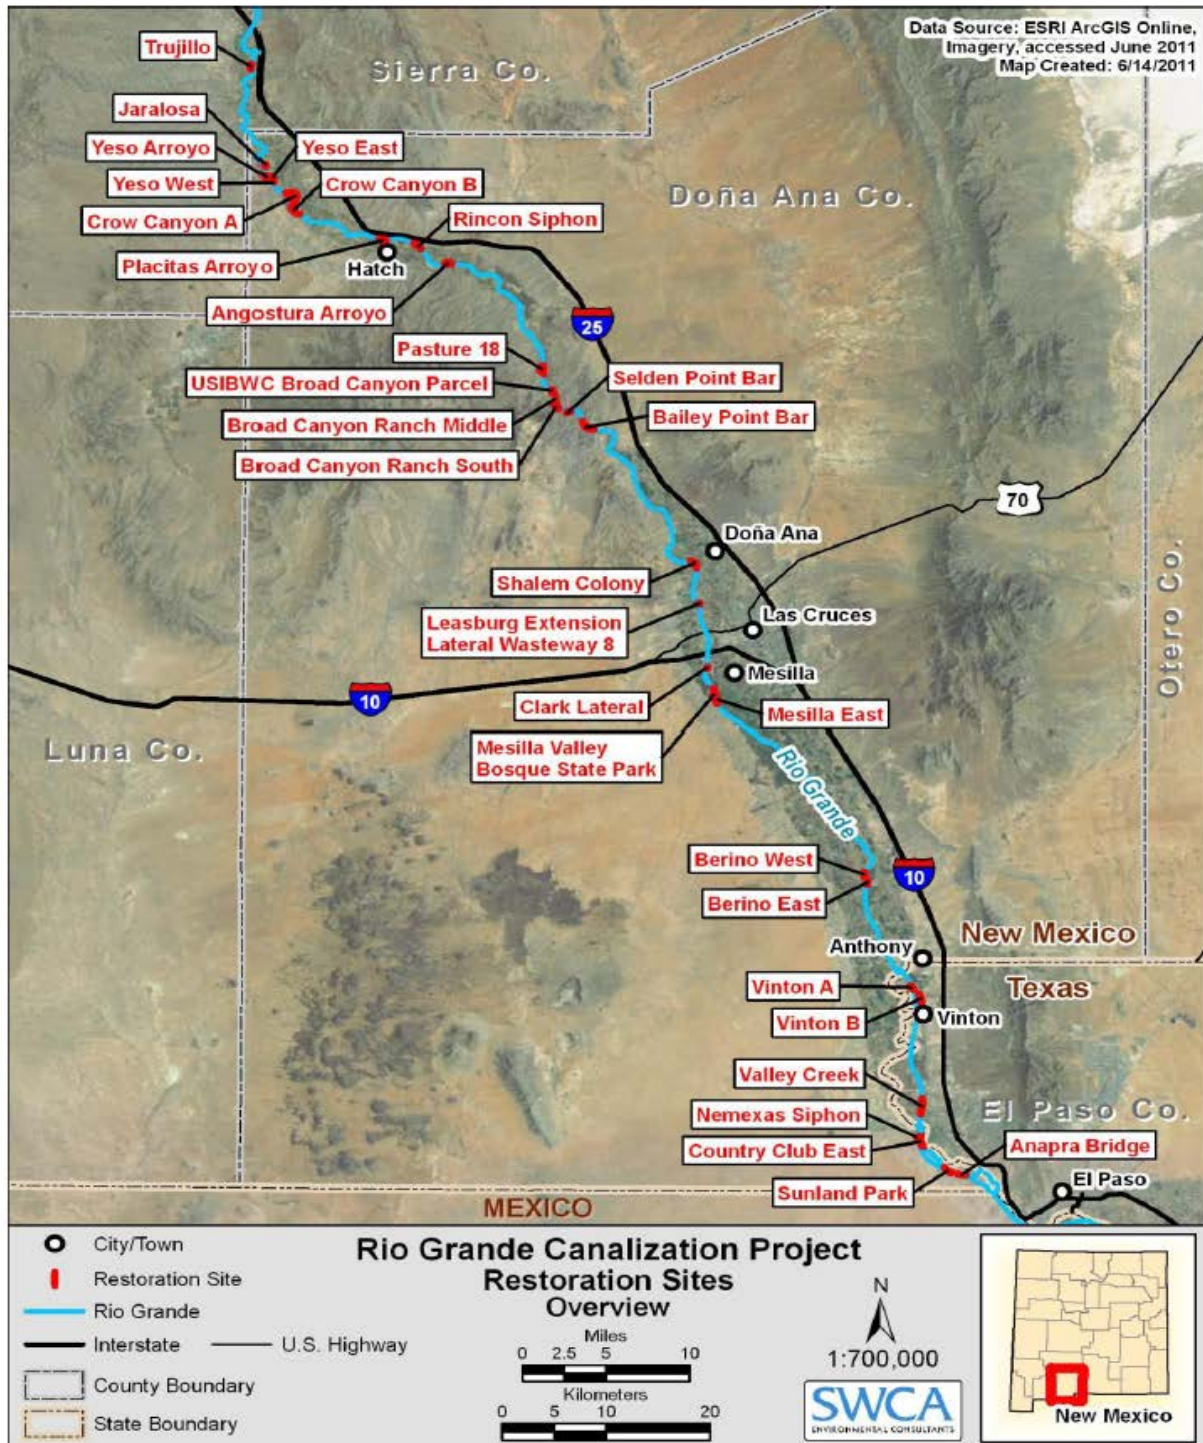 Data Source: ESRI ArcGIS Online,
Imagery, accessed June 2011
Map Created: 6/14/2011
Trujillo
Sierra Co.
Jaralosa
Yeso Arroyo
Yeso East
Yeso West
Crow Canyon B
Doña Ana Co.
Crow Canyon A
Rincon Siphon
Placitas Arroyo
Hatch
Angostura Arroyo
25
Pasture 18
USIBWC Broad Canyon Parcel
Selden Point Bar
Broad Canyon Ranch Middle
Bailey Point Bar
Broad Canyon Ranch South
70
Doña Ana
Shalem Colony
Leasburg Extension
Lateral Wasteway 8
Las Cruces
Otero Co.
Mesilla
10
Clark Lateral
Mesilla East
Luna Co.
Mesilla Valley
Bosque State Park
Rio Grande
Berino West
10
Berino East
Anthony
New Mexico
Vinton A
Texas
Vinton B
Vinton
Valley Creek
Nemexas Siphon
El Paso Co.
Country Club East
Anapra Bridge
Sunland Park
El Paso
MEXICO
City/Town
Restoration Site
Rio Grande
Interstate
U.S. Highway
County Boundary
State Boundary
Rio Grande Canalization Project
Restoration Sites
Overview
Miles
0 2.5 5 10
Kilometers
0 5 10 20
N
1:700,000
SWCA
ENVIRONMENTAL CONSULTANTS
New Mexico